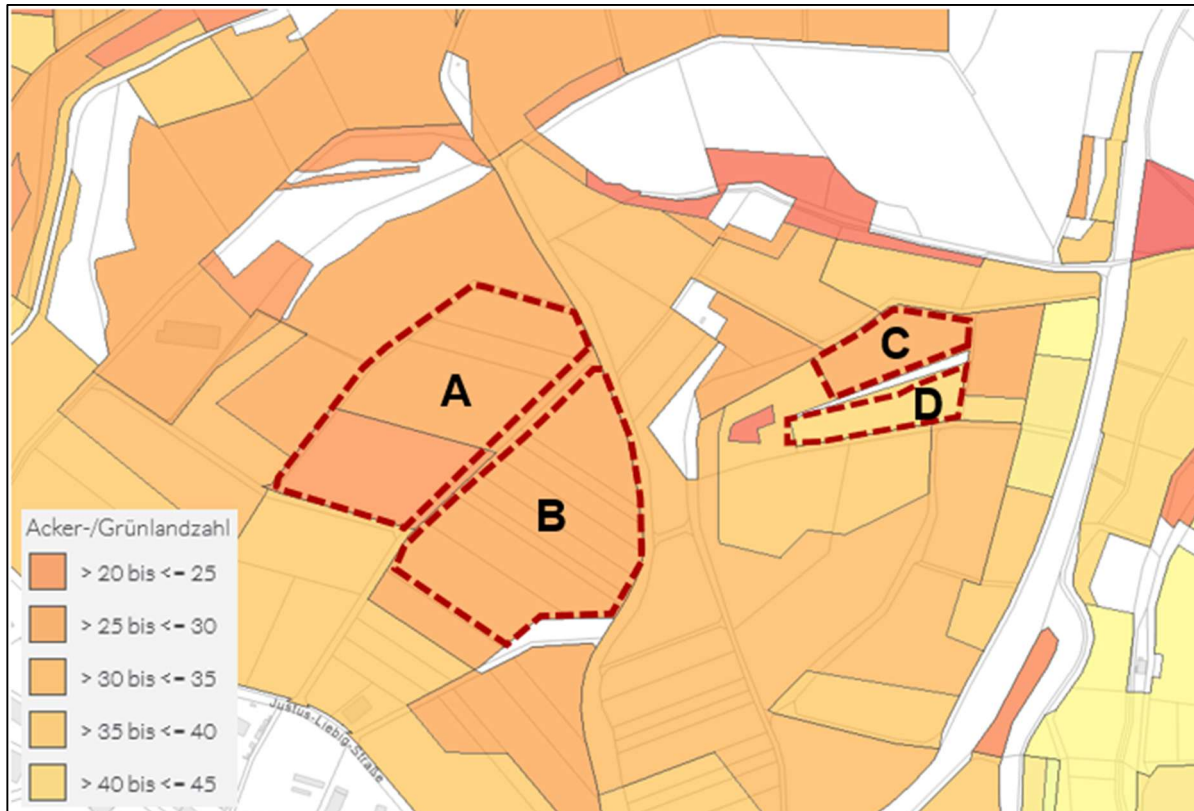 A
B
C
D
Acker-/Grünlandzahl
> 20 bis <= 25
> 25 bis <= 30
> 30 bis <= 35
> 35 bis <= 40
> 40 bis <= 45
Justus-Liebig-Straße